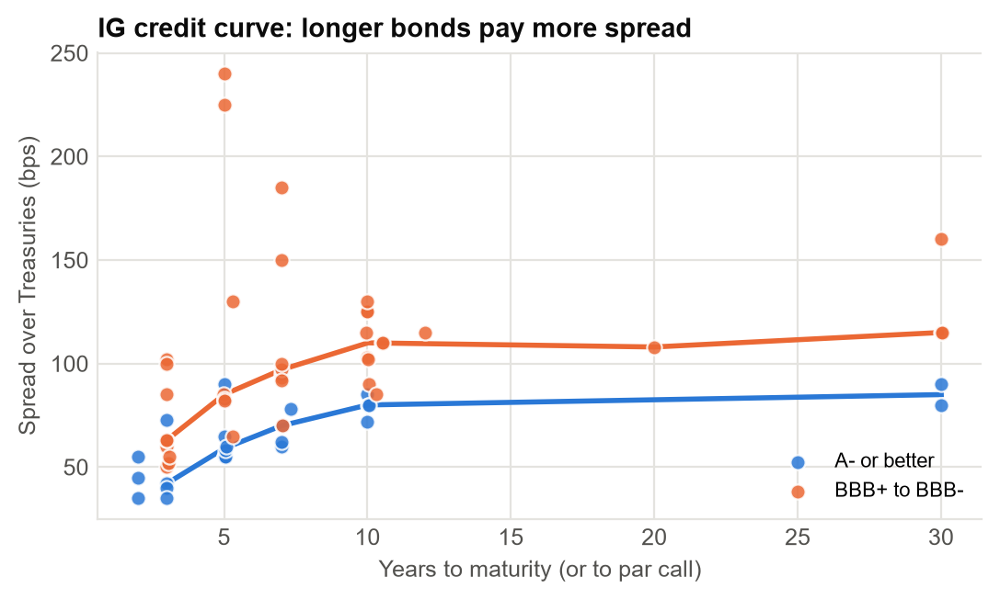 IG credit curve: longer bonds pay more spread
250
200
150
100
50
Spread over Treasuries (bps)
A- or better
BBB+ to BBB-
5
10
15
20
25
30
Years to maturity (or to par call)